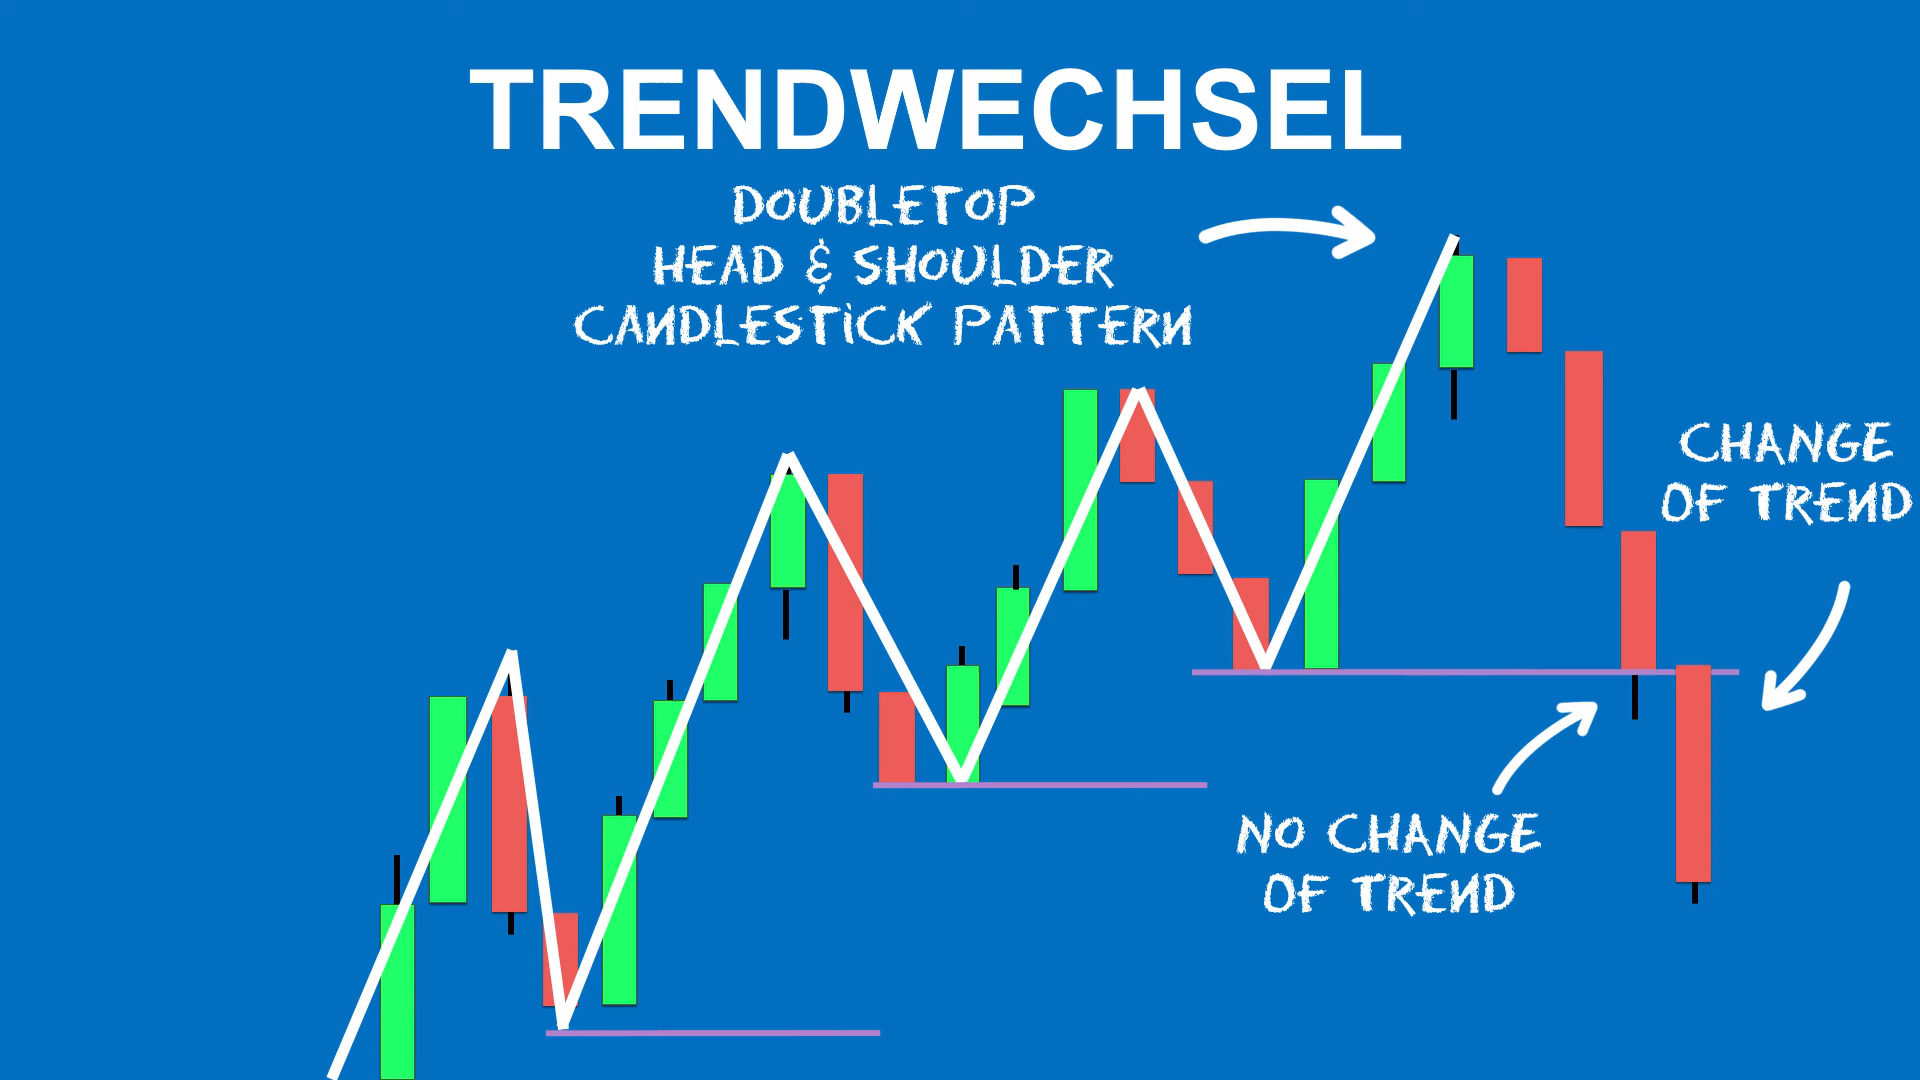 TRENDWECHSEL
DOUBLETOP
HEAD & SHOULDER
CANDLESTICK PATTERN
CHANGE
OF TREND
NO CHANGE
OF TREND